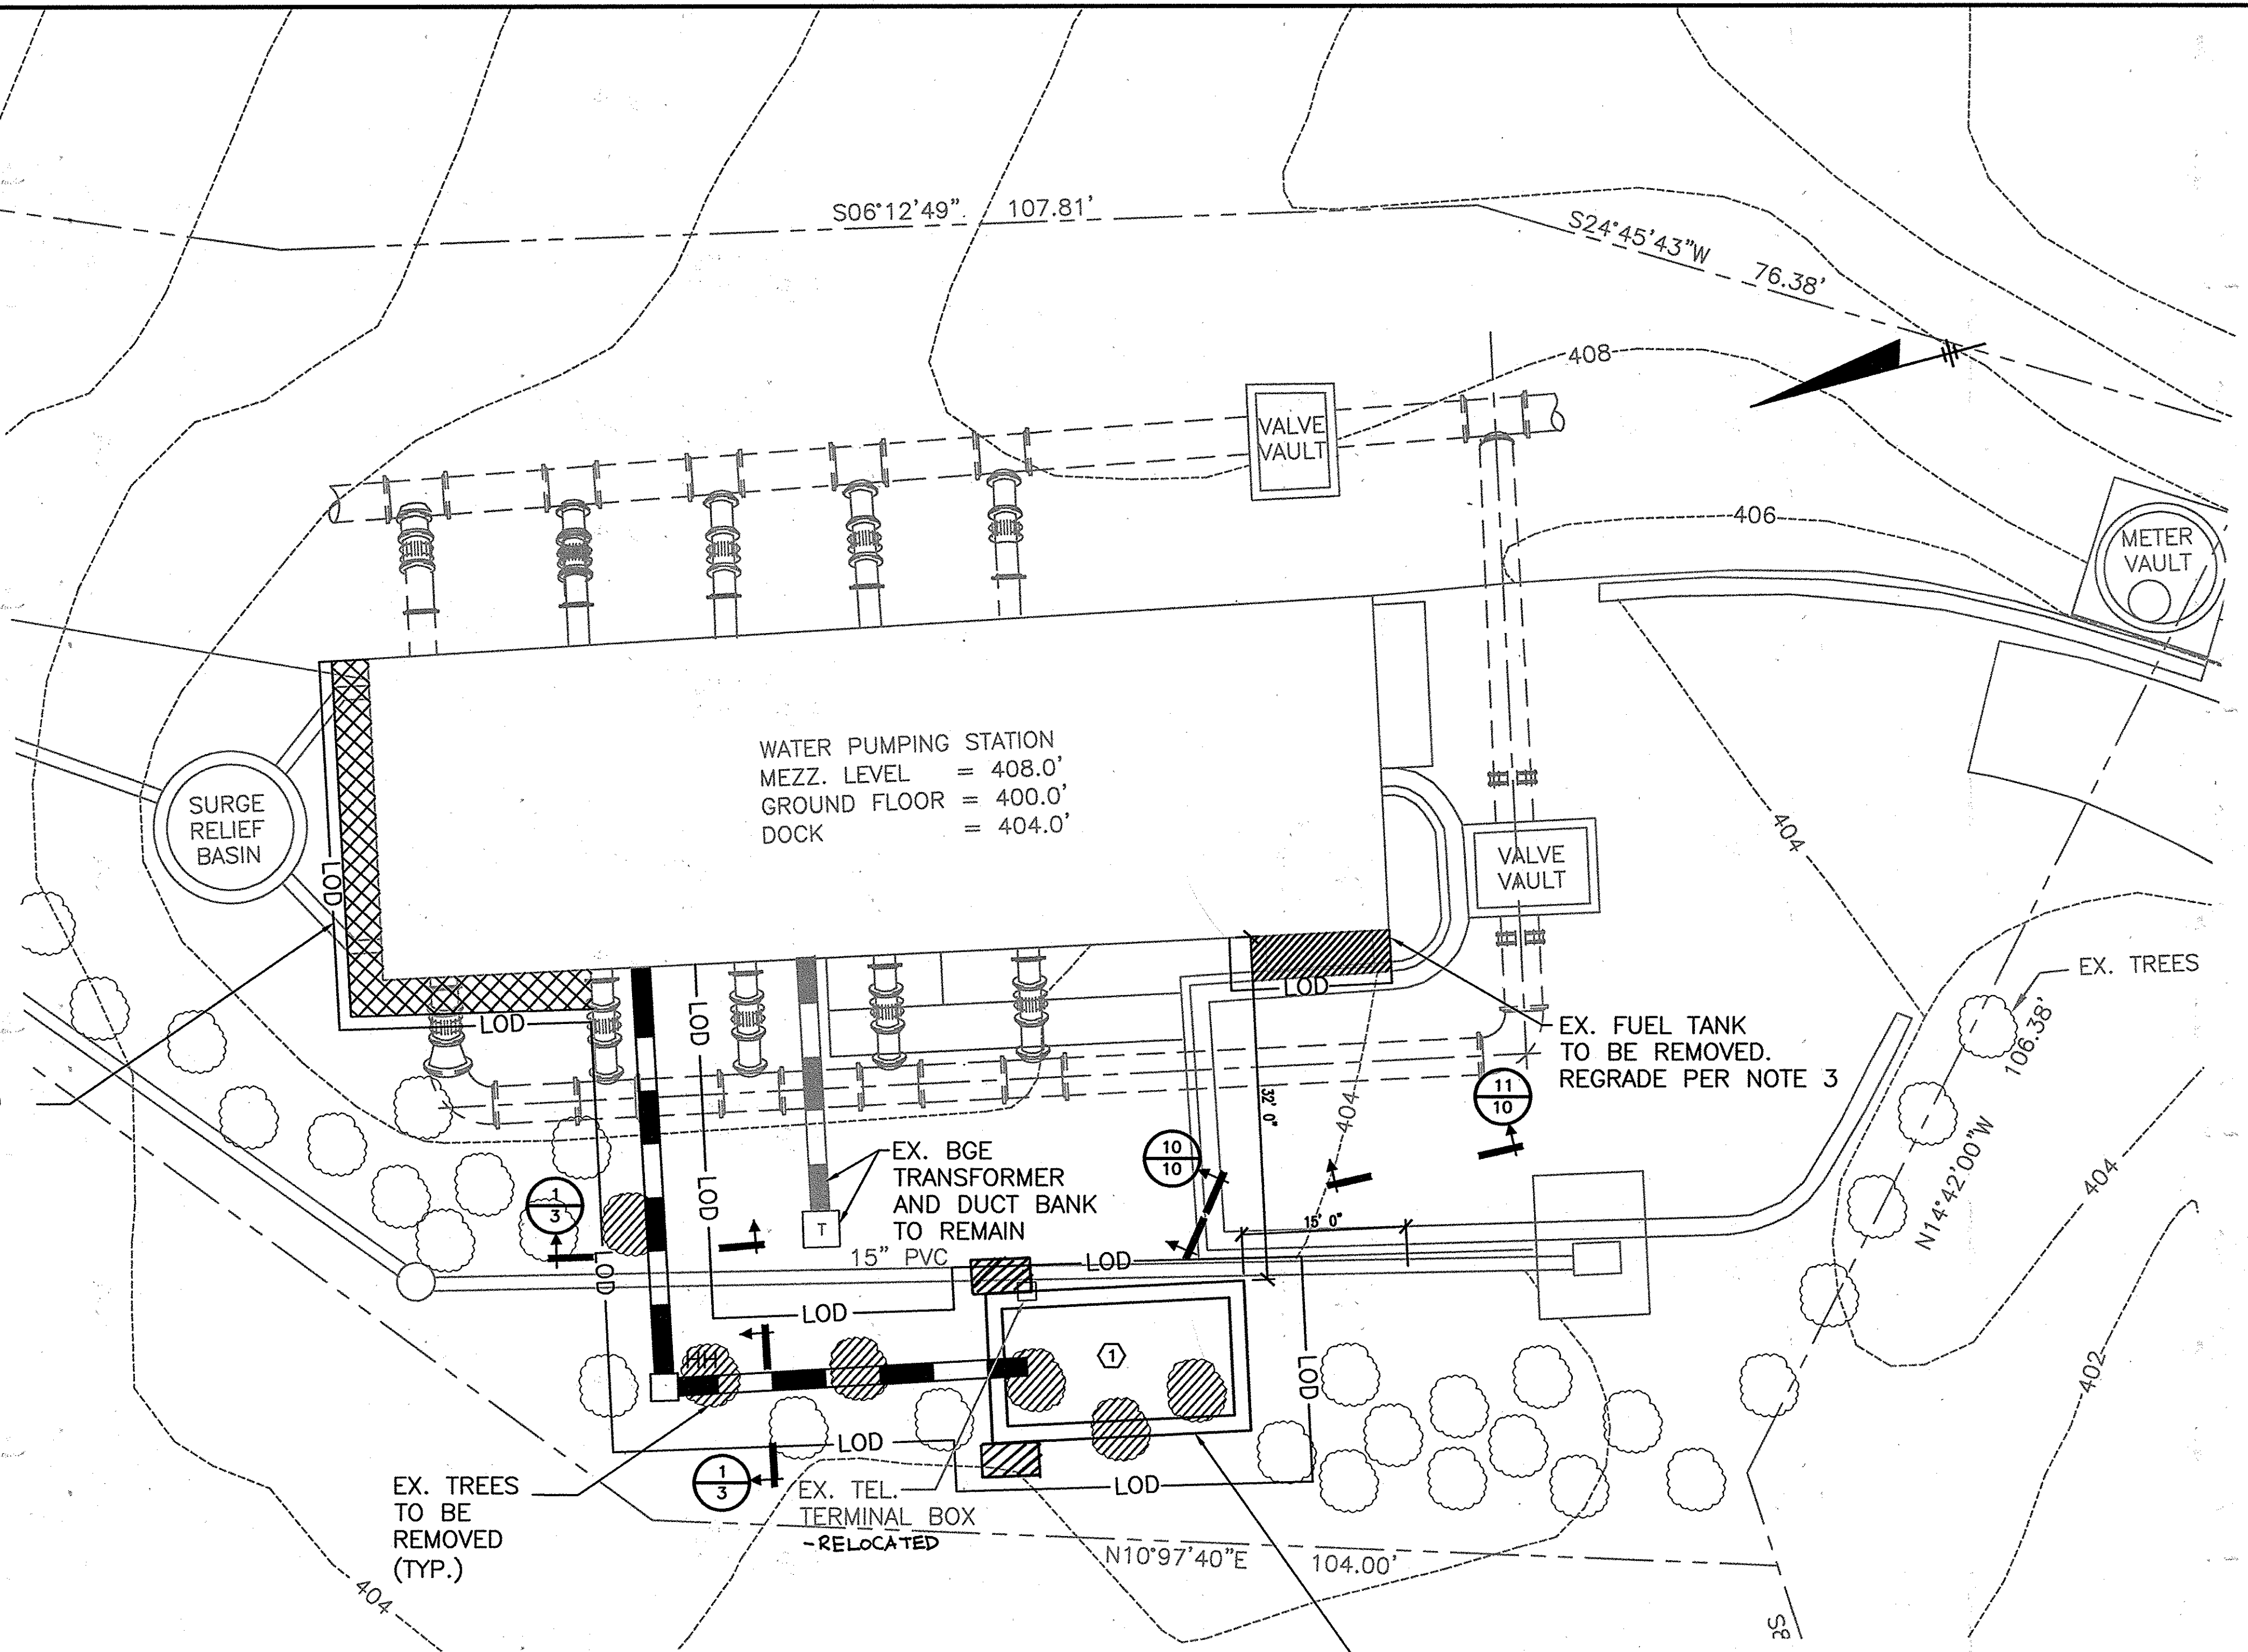 S06°12'49" 107.81'
S24°45'43"W
76.38'
408
VALVE
VAULT
406
METER
VAULT
WATER PUMPING STATION
MEZZ. LEVEL = 408.0'
GROUND FLOOR = 400.0'
DOCK = 404.0'
SURGE
RELIEF
BASIN
404
VALVE
VAULT
LOD
EX. TREES
LOD
LOD
LOD
EX. FUEL TANK
TO BE REMOVED.
REGRADE PER NOTE 3
106.38'
N14°42'00"W
11
10
32' 0"
404
10
10
EX. BGE
TRANSFORMER
AND DUCT BANK
TO REMAIN
LOD
1
3
T
15' 0"
404
15" PVC
LOD
LOD
LOD
HH
1
LOD
402
LOD
LOD
1
3
EX. TREES
TO BE
REMOVED
(TYP.)
EX. TEL.
TERMINAL BOX
-RELOCATED
N10°97'40"E 104.00'
404